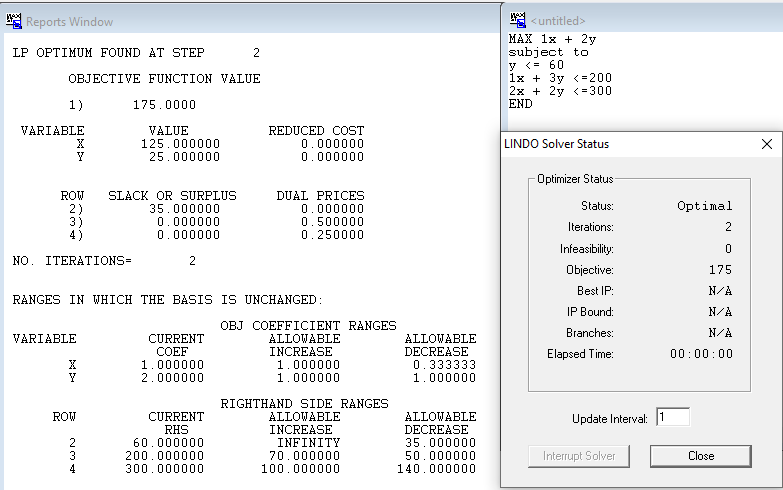 Reports Window
LP OPTIMUM FOUND AT STEP 2
OBJECTIVE FUNCTION VALUE
1) 175.0000
VARIABLE VALUE REDUCED COST
X 125.000000 0.000000
Y 25.000000 0.000000
ROW SLACK OR SURPLUS DUAL PRICES
2) 35.000000 0.000000
3) 0.000000 0.500000
4) 0.000000 0.250000
NO. ITERATIONS= 2
RANGES IN WHICH THE BASIS IS UNCHANGED:
OBJ COEFFICIENT RANGES
VARIABLE CURRENT ALLOWABLE ALLOWABLE
COEF INCREASE DECREASE
X 1.000000 1.000000 0.333333
Y 2.000000 1.000000 1.000000
RIGHTHAND SIDE RANGES
ROW CURRENT ALLOWABLE ALLOWABLE
RHS INCREASE DECREASE
2 60.000000 INFINITY 35.000000
3 200.000000 70.000000 50.000000
4 300.000000 100.000000 140.000000
<untitled>
MAX 1x + 2y
subject to
y <= 60
1x + 3y <=200
2x + 2y <=300
END
LINDO Solver Status
Optimizer Status
Status: Optimal
Iterations: 2
Infeasibility: 0
Objective: 175
Best IP: N/A
IP Bound: N/A
Branches: N/A
Elapsed Time: 00:00:00
Update Interval: 1
Interrupt Solver
Close